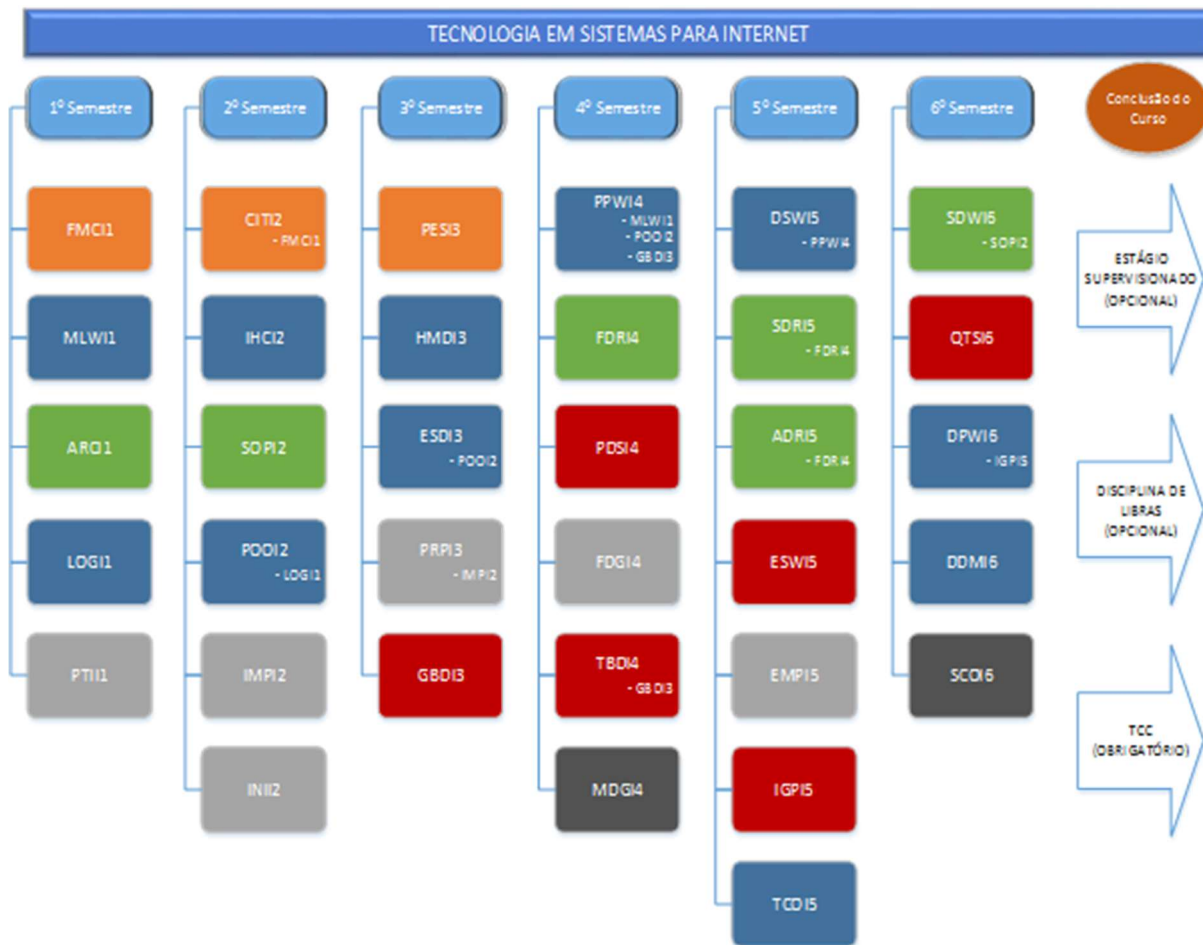 TECNOLOGIA EM SISTEMAS PARA INTERNET
1º Semestre
FMCI1
MLWI1
ARCI1
LOGI1
PTII1
2º Semestre
CITI2
- FMCI1
IHCI2
SOPI2
POOI2
- LOGI1
IMPI2
INII2
3º Semestre
PESI3
HMDI3
ESDI3
- POOI2
PRPI3
- IMPI2
GBDI3
4º Semestre
PPWI4
- MLWI1
- POOI2
- GBDI3
FDRI4
PDSI4
FDGI4
TBDI4
- GBDI3
MDGI4
5º Semestre
DSWI5
- PPWI4
SDRI5
- FDRI4
ADRI5
- FDRI4
ESWI5
EMPI5
IGPI5
TCDI5
6º Semestre
SDWI6
- SOPI2
QTSI6
DPWI6
- IGPI5
DDMI6
SCOI6
Conclusão do
Curso
ESTÁGIO
SUPERVISIONADO
(OPCIONAL)
DISCIPLINA DE
LIBRAS
(OPCIONAL)
TCC
(OBRIGATÓRIO)